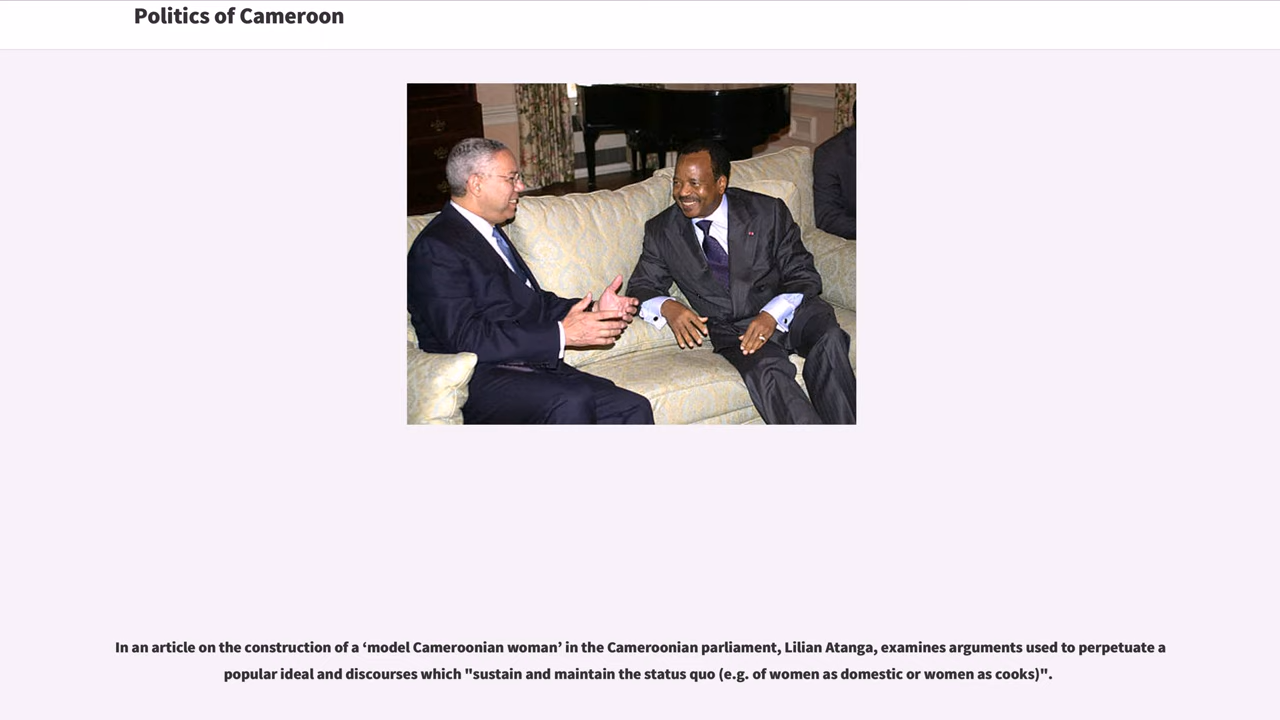 Politics of Cameroon
In an article on the construction of a ‘model Cameroonian woman’ in the Cameroonian parliament, Lilian Atanga, examines arguments used to perpetuate a
popular ideal and discourses which "sustain and maintain the status quo (e.g. of women as domestic or women as cooks)".